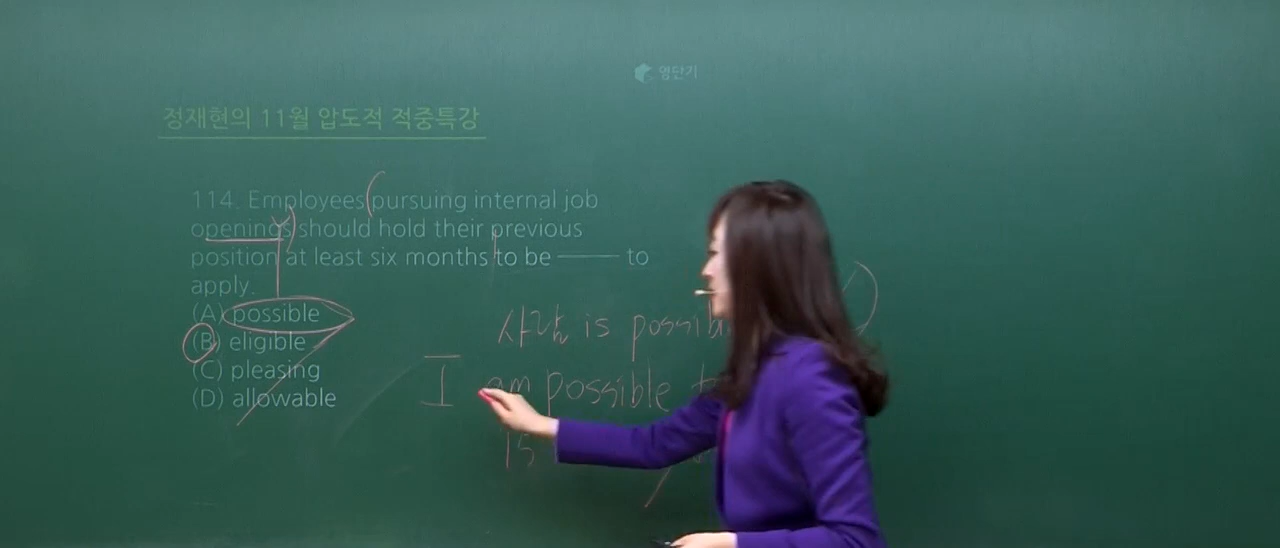 영단기
정재현의 11월 압도적 적중특강
114. Employees pursuing internal job
openings should hold their previous
position at least six months to be ——— to
apply.
(A) possible
(B) eligible
(C) pleasing
(D) allowable
사람 is possib
I am possible t
is